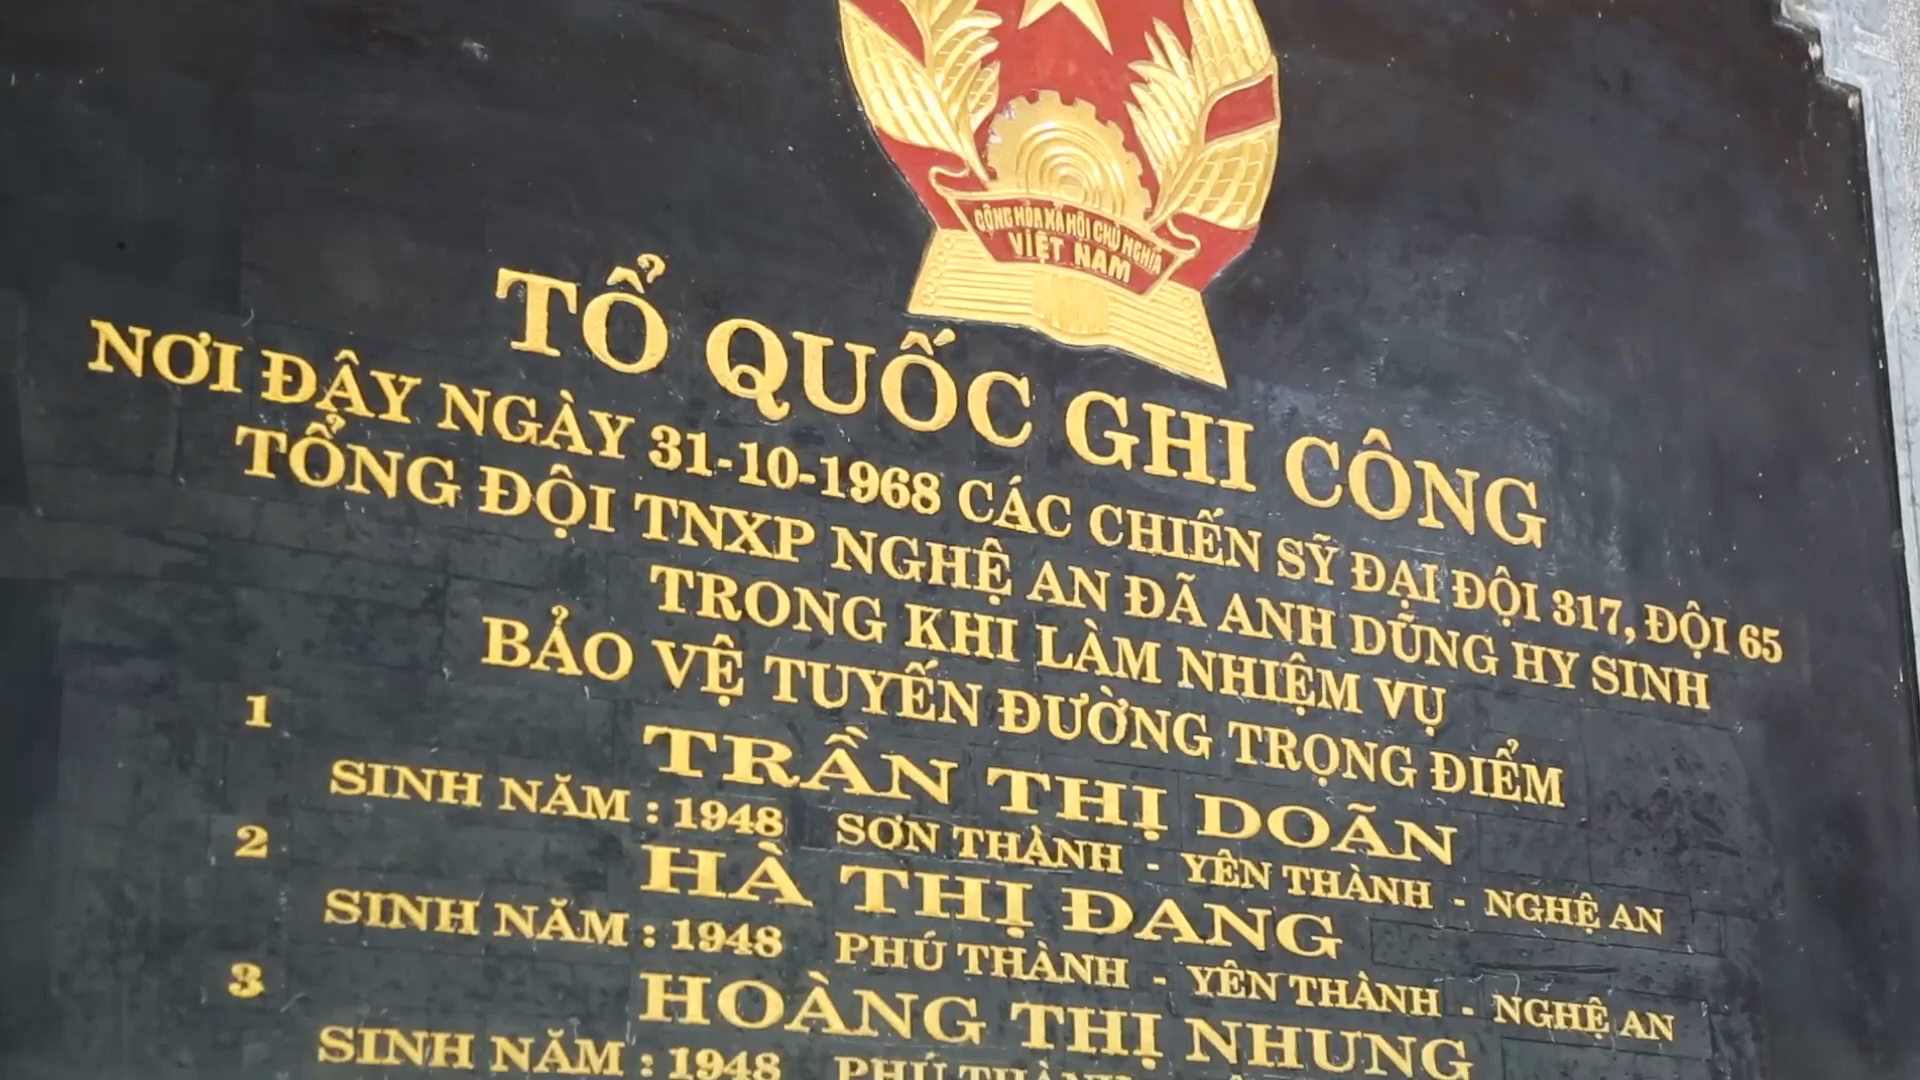 CỘNG HÒA XÃ HỘI CHỦ NGHĨA
VIỆT NAM
TỔ QUỐC GHI CÔNG
NƠI ĐÂY NGÀY 31-10-1968 CÁC CHIẾN SỸ ĐẠI ĐỘI 317, ĐỘI 65
TỔNG ĐỘI TNXP NGHỆ AN ĐÃ ANH DŨNG HY SINH
TRONG KHI LÀM NHIỆM VỤ
BẢO VỆ TUYẾN ĐƯỜNG TRỌNG ĐIỂM
1 TRẦN THỊ DOÃN
SINH NĂM : 1948 SƠN THÀNH - YÊN THÀNH - NGHỆ AN
2 HÀ THỊ ĐANG
SINH NĂM : 1948 PHÚ THÀNH - YÊN THÀNH - NGHỆ AN
3 HOÀNG THỊ NHUNG
SINH NĂM : 1948 PHÚ THÀNH -